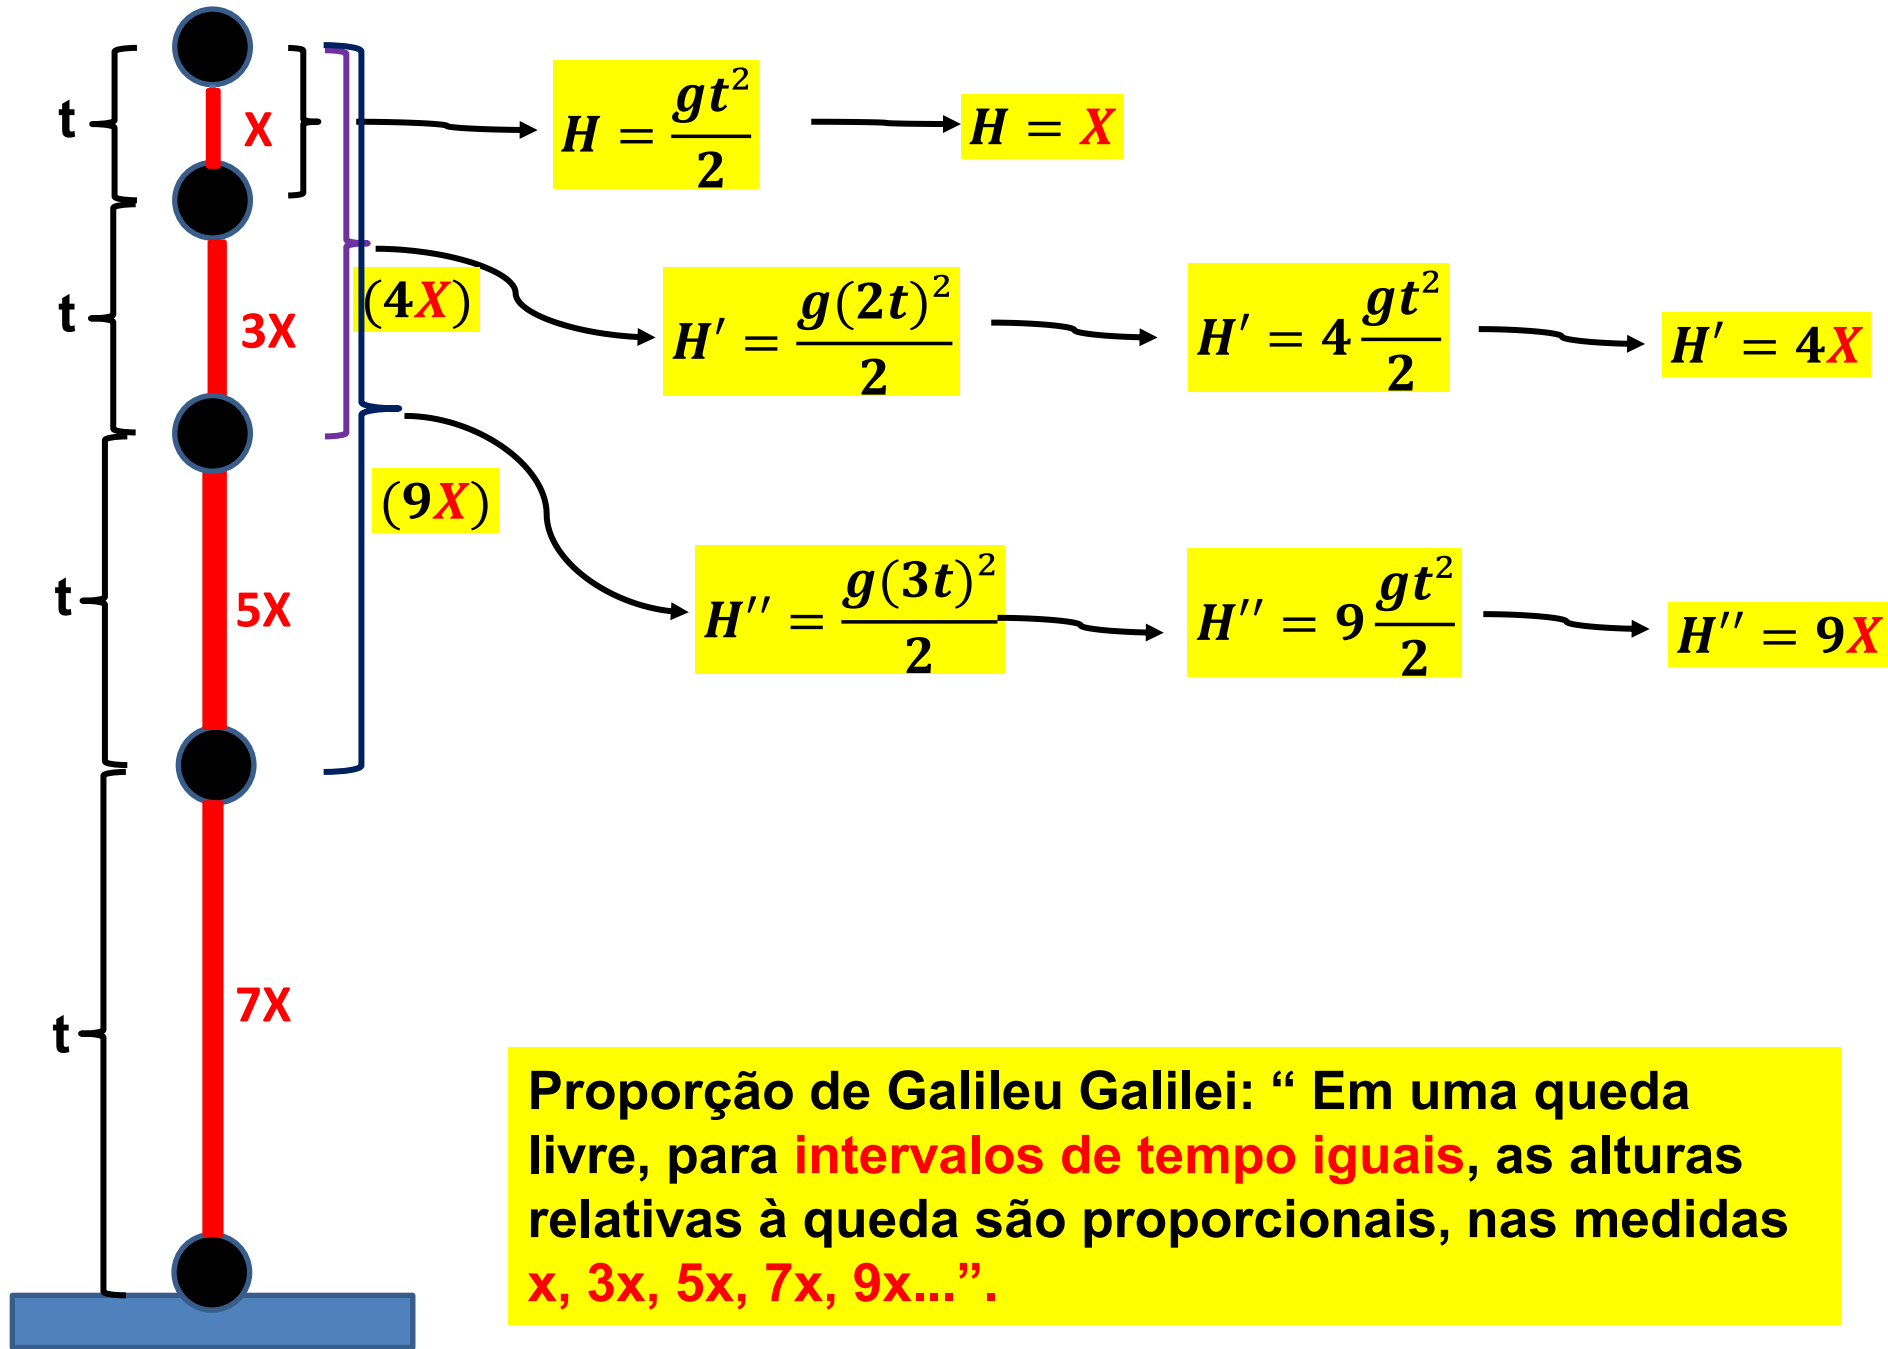 t
X
H = gt²/2
H = X
t
3X
(4X)
H′ = g(2t)²/2
H′ = 4 gt²/2
H′ = 4X
(9X)
t
5X
H′′ = g(3t)²/2
H′′ = 9 gt²/2
H′′ = 9X
t
7X
Proporção de Galileu Galilei: “ Em uma queda
livre, para intervalos de tempo iguais, as alturas
relativas à queda são proporcionais, nas medidas
x, 3x, 5x, 7x, 9x...”.